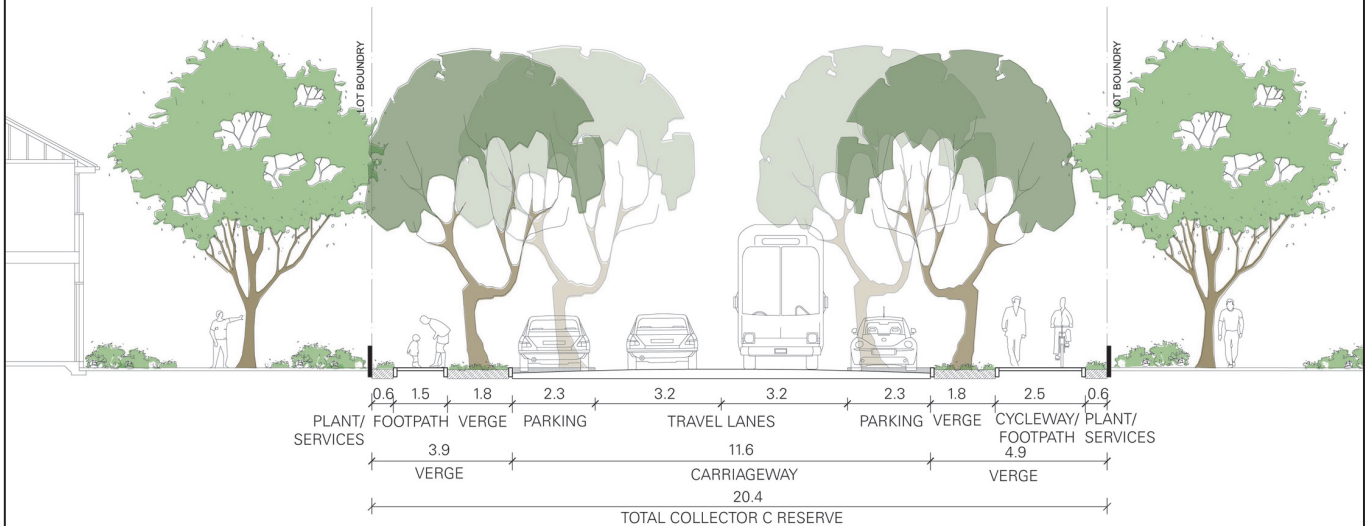 LOT BOUNDRY
LOT BOUNDRY
0.6 1.5 1.8 2.3 3.2 3.2 2.3 1.8 2.5 0.6
PLANT/ FOOTPATH VERGE PARKING TRAVEL LANES PARKING VERGE CYCLEWAY/ PLANT/
SERVICES FOOTPATH SERVICES
3.9 11.6 4.9
VERGE CARRIAGEWAY VERGE
20.4
TOTAL COLLECTOR C RESERVE